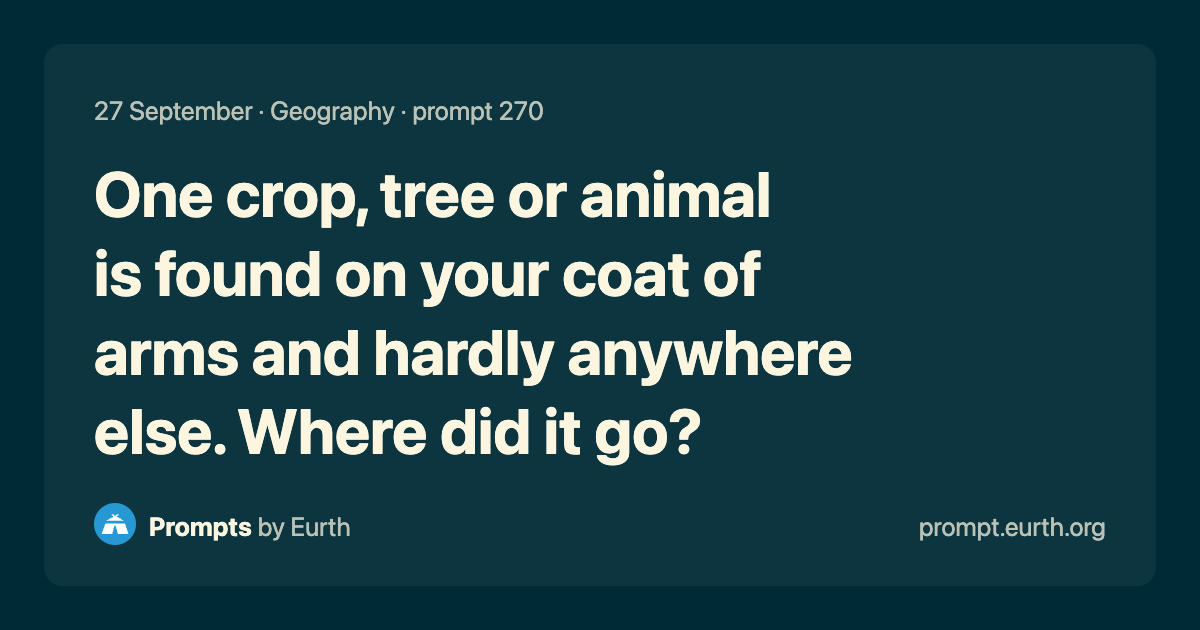 27 September · Geography · prompt 270
One crop, tree or animal
is found on your coat of
arms and hardly anywhere
else. Where did it go?
Prompts by Eurth
prompt.eurth.org